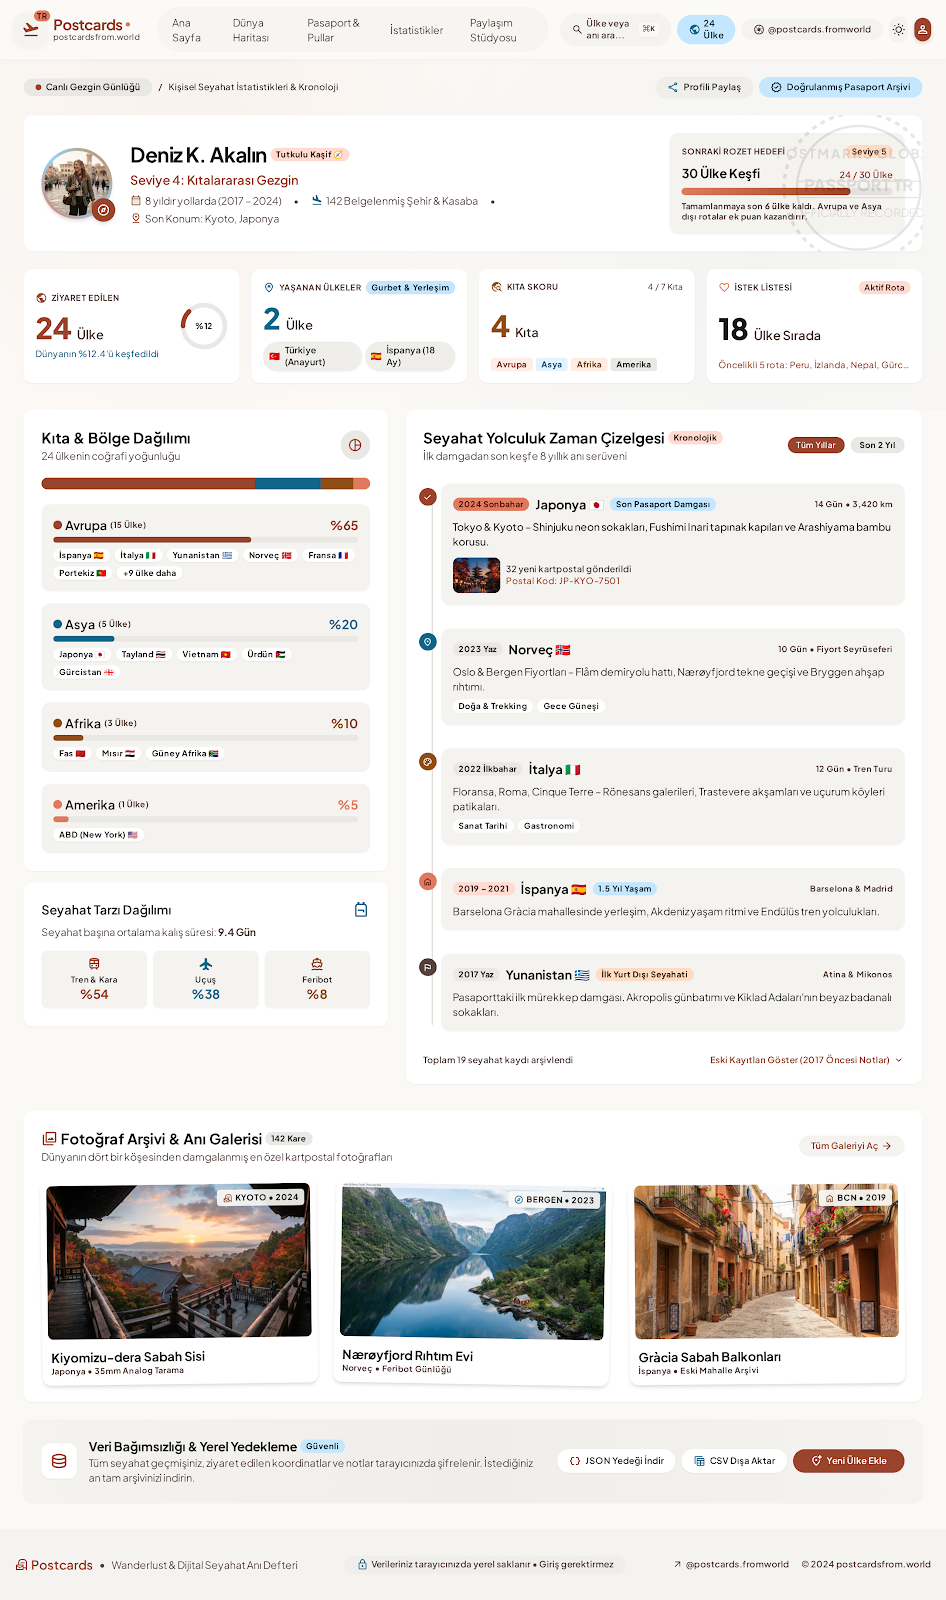 TR
Postcards
postcardsfrom.world
Ana Sayfa
Dünya Haritası
Pasaport & Pullar
İstatistikler
Paylaşım Stüdyosu
Ülke veya anı ara...
⌘K
24 Ülke
@postcards.fromworld
Canlı Gezgin Günlüğü / Kişisel Seyahat İstatistikleri & Kronoloji
Profili Paylaş
Doğrulanmış Pasaport Arşivi
Deniz K. Akalın
Tutkulu Kaşif 🧭
Seviye 4: Kıtalararası Gezgin
8 yıldır yollarda (2017 – 2024) • 142 Belgelenmiş Şehir & Kasaba •
Son Konum: Kyoto, Japonya
SONRAKİ ROZET HEDEFİ
Seviye 5
30 Ülke Keşfi
24 / 30 Ülke
PASSPORT TR
Tamamlanmaya son 6 ülke kaldı. Avrupa ve Asya
dışı rotalar ek puan kazandırır.
ZİYARET EDİLEN
24 Ülke
%12
Dünyanın %12.4'ü keşfedildi
YAŞANAN ÜLKELER
Gurbet & Yerleşim
2 Ülke
🇹🇷 Türkiye (Anayurt)
🇪🇸 İspanya (18 Ay)
KITA SKORU
4 / 7 Kıta
4 Kıta
Avrupa
Asya
Afrika
Amerika
İSTEK LİSTESİ
Aktif Rota
18 Ülke Sırada
Öncelikli 5 rota: Peru, İzlanda, Nepal, Gürc...
Kıta & Bölge Dağılımı
24 ülkenin coğrafi yoğunluğu
Avrupa (15 Ülke)
%65
İspanya 🇪🇸 İtalya 🇮🇹 Yunanistan 🇬🇷 Norveç 🇳🇴 Fransa 🇫🇷
Portekiz 🇵🇹 +9 ülke daha
Asya (5 Ülke)
%20
Japonya 🇯🇵 Tayland 🇹🇭 Vietnam 🇻🇳 Ürdün 🇯🇴
Gürcistan 🇬🇪
Afrika (3 Ülke)
%10
Fas 🇲🇦 Mısır 🇪🇬 Güney Afrika 🇿🇦
Amerika (1 Ülke)
%5
ABD (New York) 🇺🇸
Seyahat Tarzı Dağılımı
Seyahat başına ortalama kalış süresi: 9.4 Gün
Tren & Kara
%54
Uçuş
%38
Feribot
%8
Seyahat Yolculuk Zaman Çizelgesi
Kronolojik
İlk damgadan son keşfe 8 yıllık anı serüveni
Tüm Yıllar
Son 2 Yıl
2024 Sonbahar
Japonya 🇯🇵
Son Pasaport Damgası
14 Gün • 3,420 km
Tokyo & Kyoto – Shinjuku neon sokakları, Fushimi Inari tapınak kapıları ve Arashiyama bambu
korusu.
32 yeni kartpostal gönderildi
Postal Kod: JP-KYO-7501
2023 Yaz
Norveç 🇳🇴
10 Gün • Fiyort Seyrüseferi
Oslo & Bergen Fiyortları – Flåm demiryolu hattı, Nærøyfjord tekne geçişi ve Bryggen ahşap
rıhtımı.
Doğa & Trekking
Gece Güneşi
2022 İlkbahar
İtalya 🇮🇹
12 Gün • Tren Turu
Floransa, Roma, Cinque Terre – Rönesans galerileri, Trastevere akşamları ve uçurum köyleri
patikaları.
Sanat Tarihi
Gastronomi
2019 – 2021
İspanya 🇪🇸
1.5 Yıl Yaşam
Barselona & Madrid
Barselona Gràcia mahallesinde yerleşim, Akdeniz yaşam ritmi ve Endülüs tren yolculukları.
2017 Yaz
Yunanistan 🇬🇷
İlk Yurt Dışı Seyahati
Atina & Mikonos
Pasaporttaki ilk mürekkep damgası. Akropolis günbatımı ve Kiklad Adaları'nın beyaz badanalı
sokakları.
Toplam 19 seyahat kaydı arşivlendi
Eski Kayıtları Göster (2017 Öncesi Notlar)
Fotoğraf Arşivi & Anı Galerisi
142 Kare
Dünyanın dört bir köşesinden damgalanmış en özel kartpostal fotoğrafları
Tüm Galeriyi Aç →
KYOTO • 2024
Kiyomizu-dera Sabah Sisi
Japonya • 35mm Analog Tarama
BERGEN • 2023
Nærøyfjord Rıhtım Evi
Norveç • Feribot Günlüğü
BCN • 2019
Gràcia Sabah Balkonları
İspanya • Eski Mahalle Arşivi
Veri Bağımsızlığı & Yerel Yedekleme
Güvenli
Tüm seyahat geçmişiniz, ziyaret edilen koordinatlar ve notlar tarayıcınızda şifrelenir. İstediğiniz
an tam arşivinizi indirin.
JSON Yedeği İndir
CSV Dışa Aktar
Yeni Ülke Ekle
Postcards • Wanderlust & Dijital Seyahat Anı Defteri
Verileriniz tarayıcınızda yerel saklanır • Giriş gerektirmez
@postcards.fromworld
© 2024 postcardsfrom.world